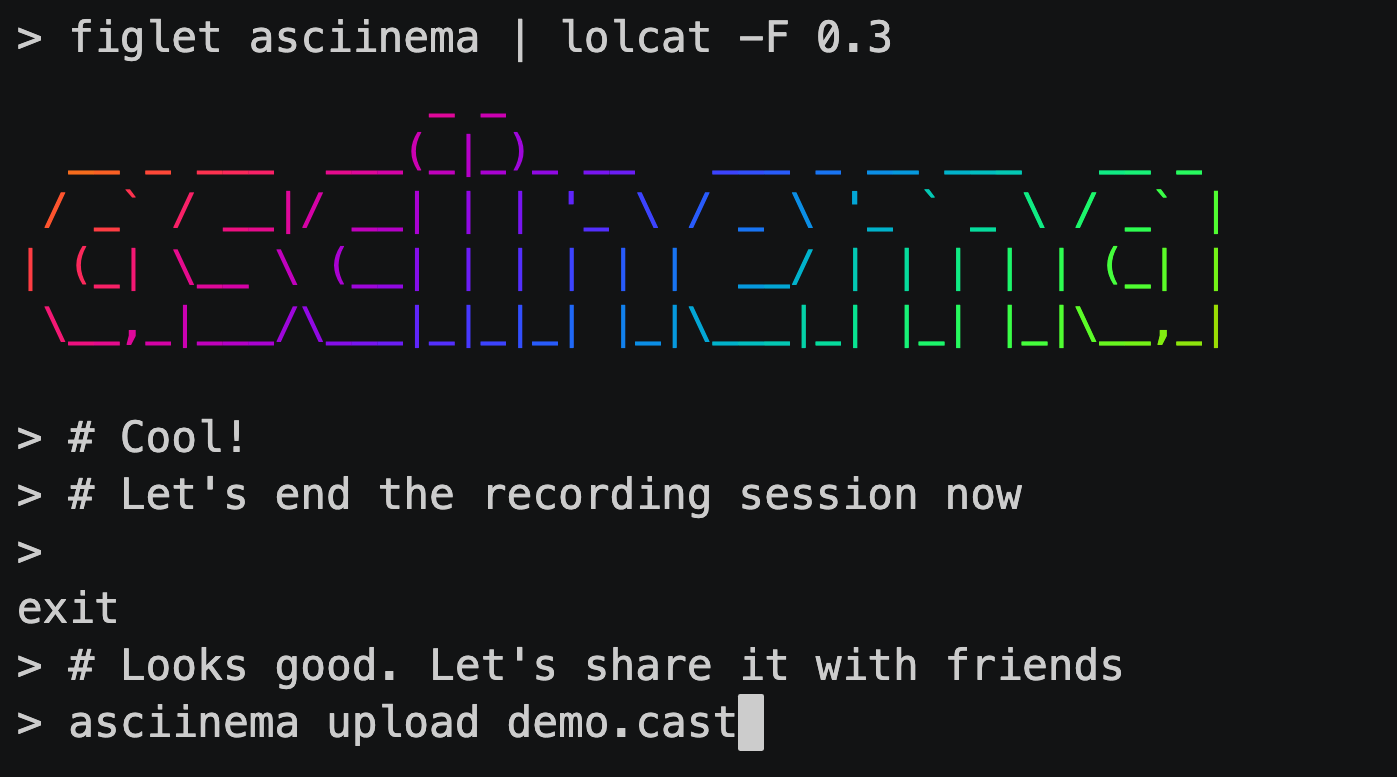 > figlet asciinema | lolcat -F 0.3
                _ _
               (_|_)
  __ _ ___  ___ _ _ _ __   ___ _ __ ___   __ _
 / _` / __|/ __| | | '_ \ / _ \ '_ ` _ \ / _` |
| (_| \__ \ (__| | | | | |  __/ | | | | | (_| |
 \__,_|___/\___|_|_|_| |_|\___|_| |_| |_|\__,_|
> # Cool!
> # Let's end the recording session now
>
exit
> # Looks good. Let's share it with friends
> asciinema upload demo.cast